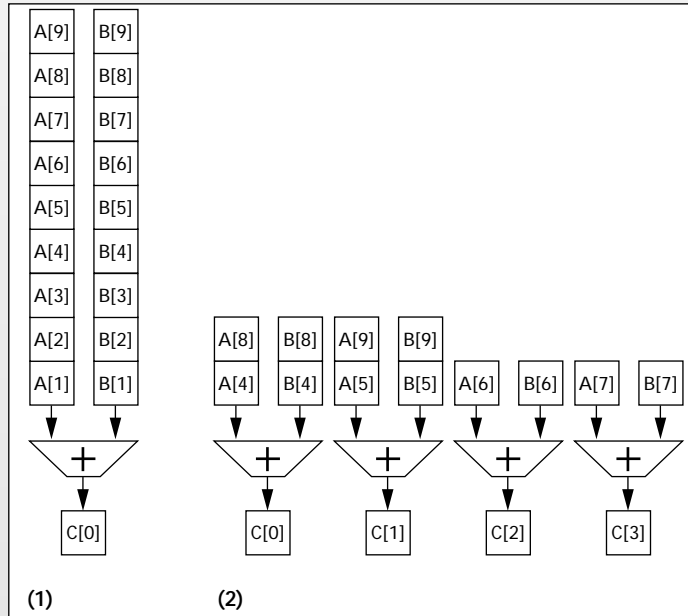 A[9] B[9]
A[8] B[8]
A[7] B[7]
A[6] B[6]
A[5] B[5]
A[4] B[4]
A[3] B[3]
A[2] B[2] A[8] B[8] A[9] B[9]
A[1] B[1] A[4] B[4] A[5] B[5] A[6] B[6] A[7] B[7]
+ + + + +
C[0] C[0] C[1] C[2] C[3]
(1) (2)